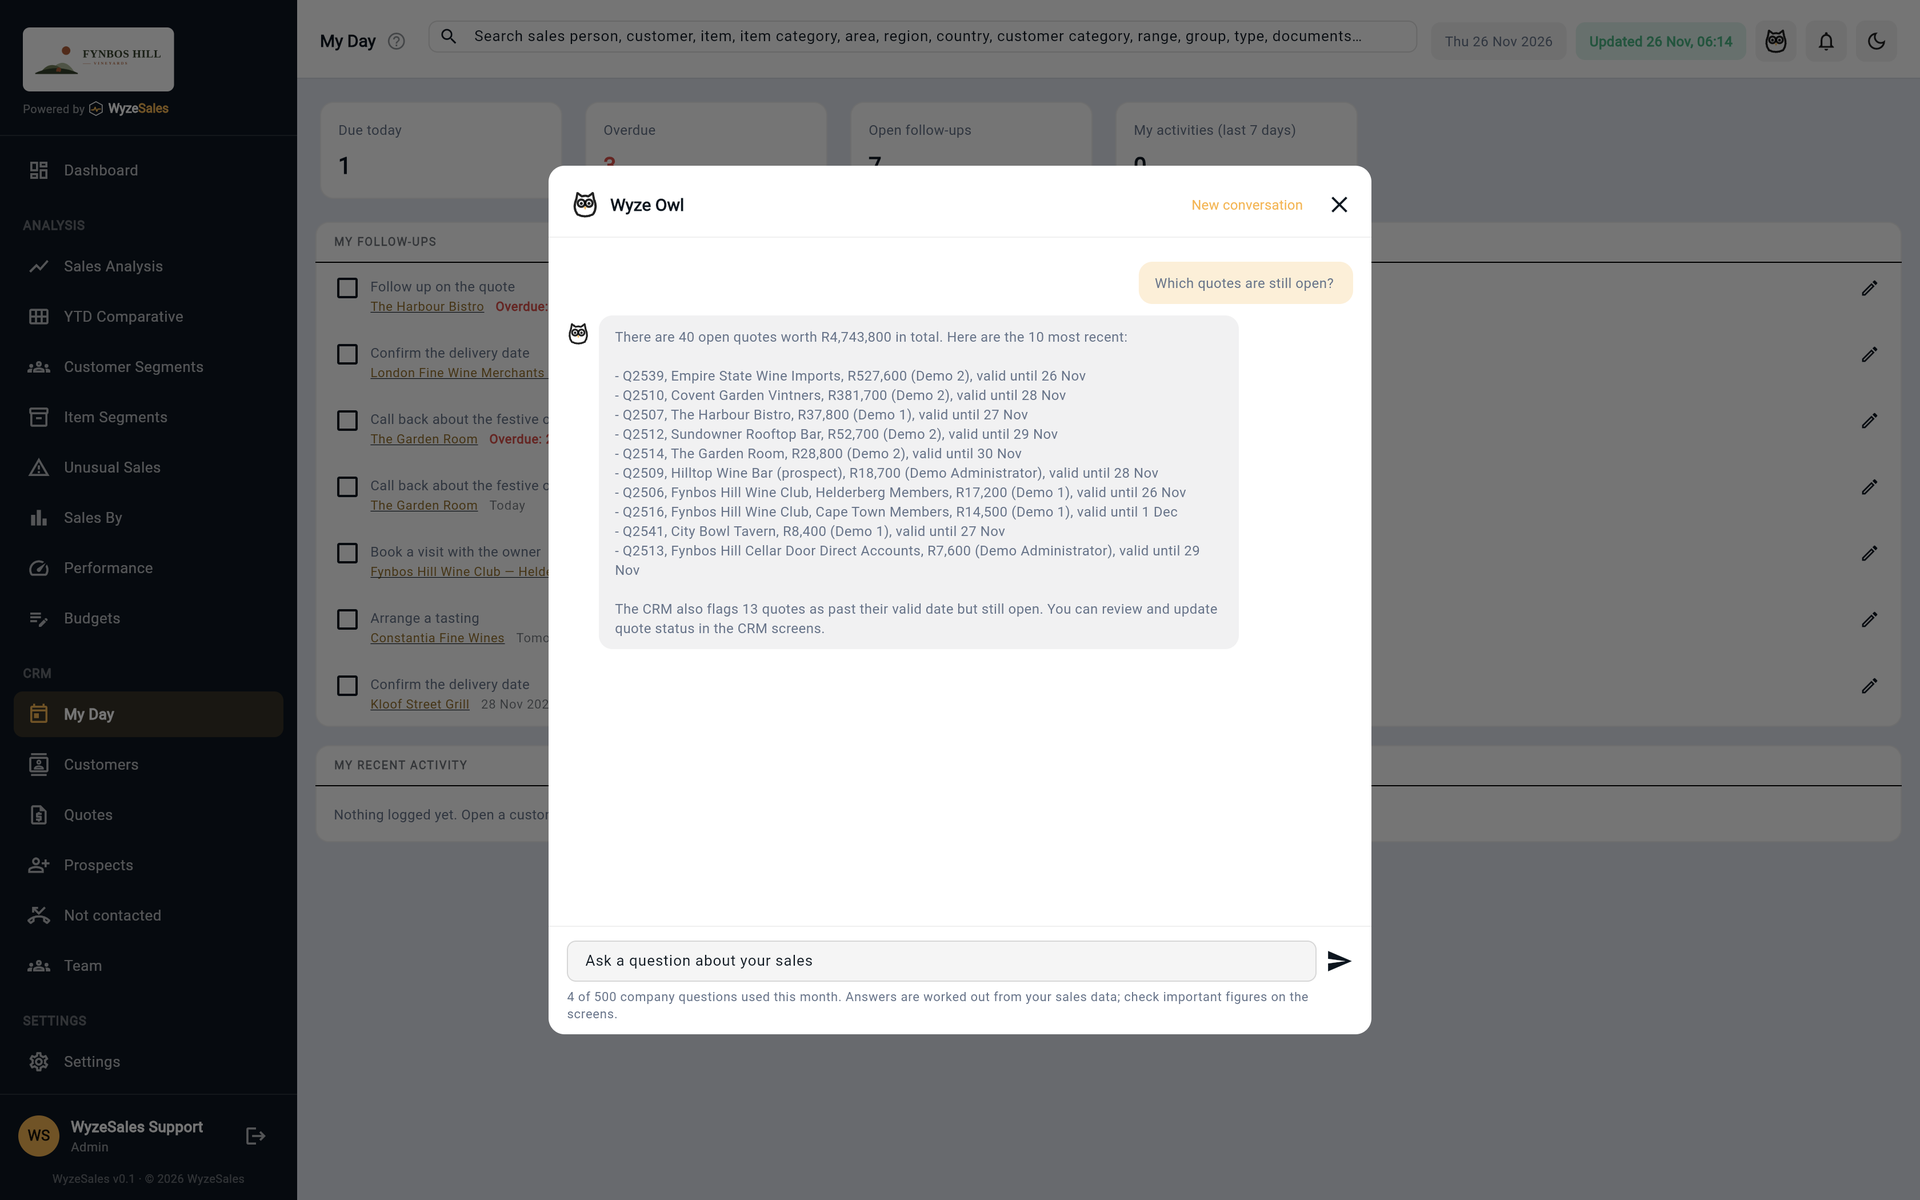 FYNBOS HILL
VINEYARDS
Powered by WyzeSales
Dashboard
ANALYSIS
Sales Analysis
YTD Comparative
Customer Segments
Item Segments
Unusual Sales
Sales By
Performance
Budgets
CRM
My Day
Customers
Quotes
Prospects
Not contacted
Team
SETTINGS
Settings
WS
WyzeSales Support
Admin
WyzeSales v0.1 · © 2026 WyzeSales
My Day
Search sales person, customer, item, item category, area, region, country, customer category, range, group, type, documents...
Thu 26 Nov 2026
Updated 26 Nov, 06:14
Due today
1
Overdue
3
Open follow-ups
7
My activities (last 7 days)
0
MY FOLLOW-UPS
Follow up on the quote
The Harbour Bistro Overdue:
Confirm the delivery date
London Fine Wine Merchants
Call back about the festive
The Garden Room Overdue:
Call back about the festive
The Garden Room Today
Book a visit with the owner
Fynbos Hill Wine Club —
Arrange a tasting
Constantia Fine Wines
Confirm the delivery date
Kloof Street Grill 28 Nov
MY RECENT ACTIVITY
Nothing logged yet. Open a
Wyze Owl
New conversation
Which quotes are still open?
There are 40 open quotes worth R4,743,800 in total. Here are the 10 most recent:
- Q2539, Empire State Wine Imports, R527,600 (Demo 2), valid until 26 Nov
- Q2510, Covent Garden Vintners, R381,700 (Demo 2), valid until 28 Nov
- Q2507, The Harbour Bistro, R37,800 (Demo 1), valid until 27 Nov
- Q2512, Sundowner Rooftop Bar, R52,700 (Demo 2), valid until 29 Nov
- Q2514, The Garden Room, R28,800 (Demo 2), valid until 30 Nov
- Q2509, Hilltop Wine Bar (prospect), R18,700 (Demo Administrator), valid until 28 Nov
- Q2506, Fynbos Hill Wine Club, Helderberg Members, R17,200 (Demo 1), valid until 26 Nov
- Q2516, Fynbos Hill Wine Club, Cape Town Members, R14,500 (Demo 1), valid until 1 Dec
- Q2541, City Bowl Tavern, R8,400 (Demo 1), valid until 27 Nov
- Q2513, Fynbos Hill Cellar Door Direct Accounts, R7,600 (Demo Administrator), valid until 29
Nov
The CRM also flags 13 quotes as past their valid date but still open. You can review and update
quote status in the CRM screens.
Ask a question about your sales
4 of 500 company questions used this month. Answers are worked out from your sales data; check important figures on the
screens.